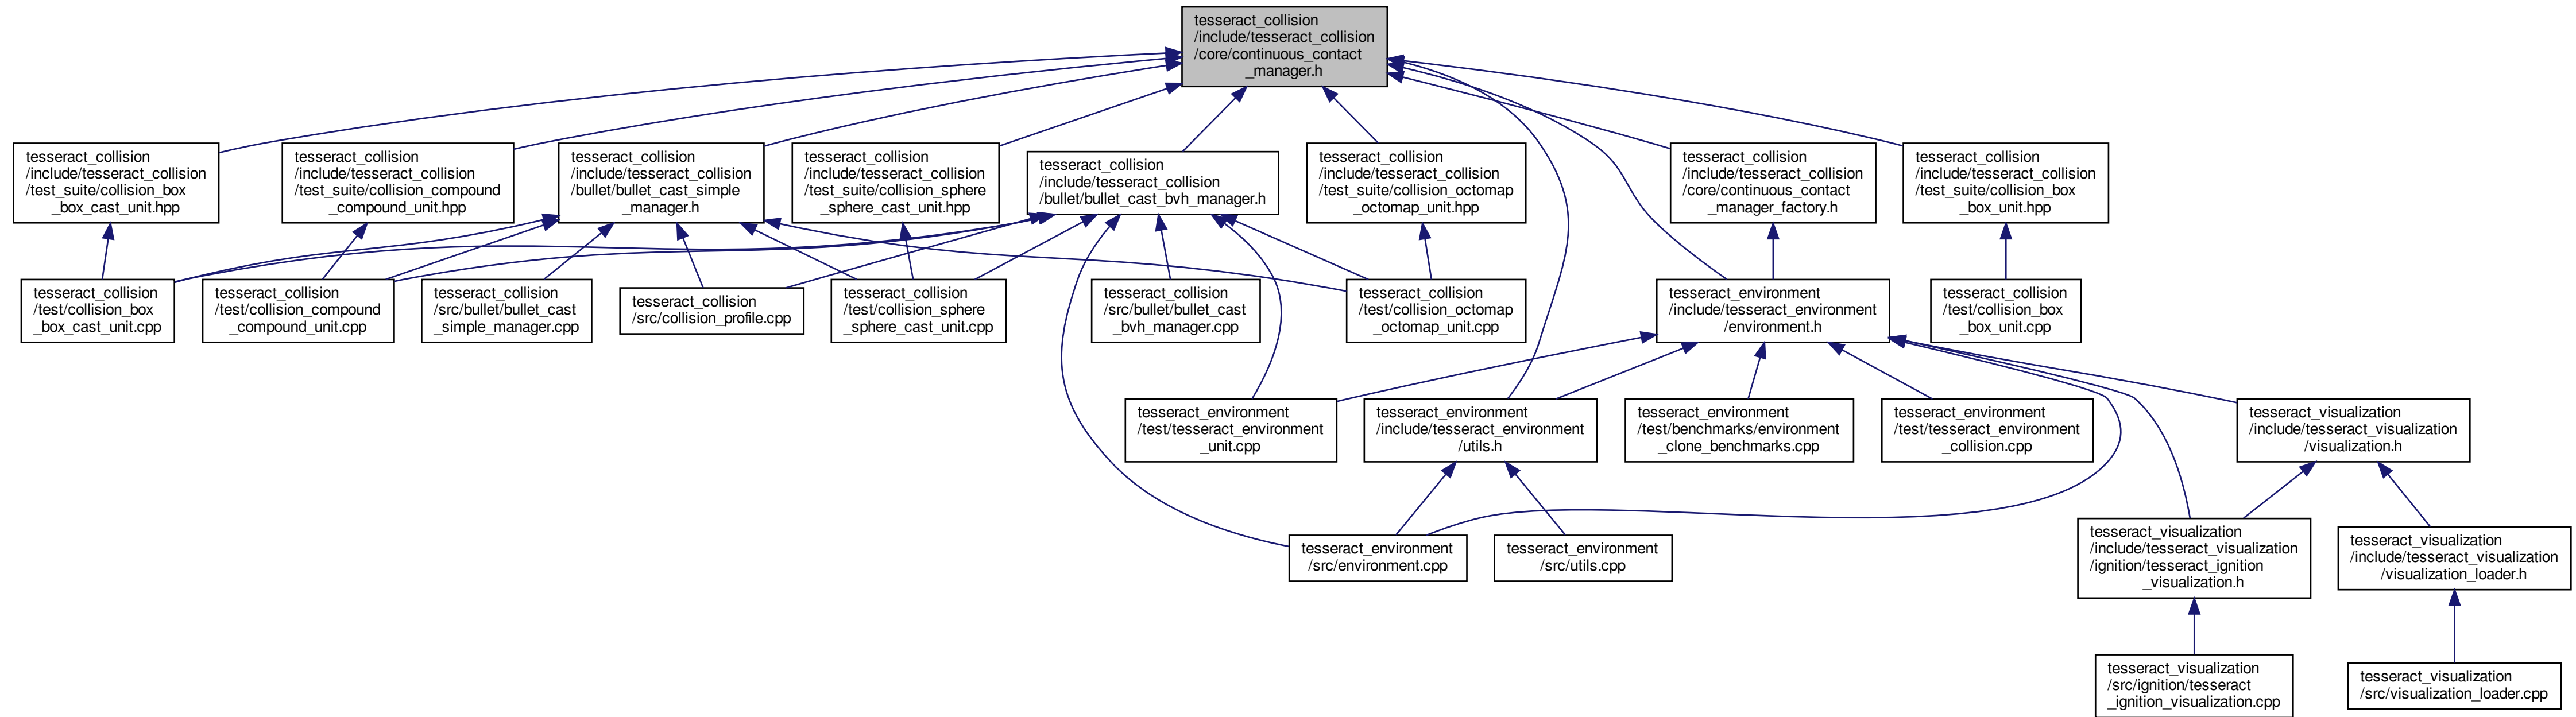 tesseract_collision
/include/tesseract_collision
/core/continuous_contact
_manager.h
tesseract_collision
/include/tesseract_collision
/test_suite/collision_box
_box_cast_unit.hpp
tesseract_collision
/include/tesseract_collision
/test_suite/collision_compound
_compound_unit.hpp
tesseract_collision
/include/tesseract_collision
/bullet/bullet_cast_simple
_manager.h
tesseract_collision
/include/tesseract_collision
/test_suite/collision_sphere
_sphere_cast_unit.hpp
tesseract_collision
/include/tesseract_collision
/bullet/bullet_cast_bvh_manager.h
tesseract_collision
/include/tesseract_collision
/test_suite/collision_octomap
_octomap_unit.hpp
tesseract_collision
/include/tesseract_collision
/core/continuous_contact
_manager_factory.h
tesseract_collision
/include/tesseract_collision
/test_suite/collision_box
_box_unit.hpp
tesseract_collision
/test/collision_box
_box_cast_unit.cpp
tesseract_collision
/test/collision_compound
_compound_unit.cpp
tesseract_collision
/src/bullet/bullet_cast
_simple_manager.cpp
tesseract_collision
/src/collision_profile.cpp
tesseract_collision
/test/collision_sphere
_sphere_cast_unit.cpp
tesseract_collision
/src/bullet/bullet_cast
_bvh_manager.cpp
tesseract_collision
/test/collision_octomap
_octomap_unit.cpp
tesseract_environment
/include/tesseract_environment
/environment.h
tesseract_collision
/test/collision_box
_box_unit.cpp
tesseract_environment
/test/tesseract_environment
_unit.cpp
tesseract_environment
/include/tesseract_environment
/utils.h
tesseract_environment
/test/benchmarks/environment
_clone_benchmarks.cpp
tesseract_environment
/test/tesseract_environment
_collision.cpp
tesseract_visualization
/include/tesseract_visualization
/visualization.h
tesseract_environment
/src/environment.cpp
tesseract_environment
/src/utils.cpp
tesseract_visualization
/include/tesseract_visualization
/ignition/tesseract_ignition
_visualization.h
tesseract_visualization
/include/tesseract_visualization
/visualization_loader.h
tesseract_visualization
/src/ignition/tesseract
_ignition_visualization.cpp
tesseract_visualization
/src/visualization_loader.cpp